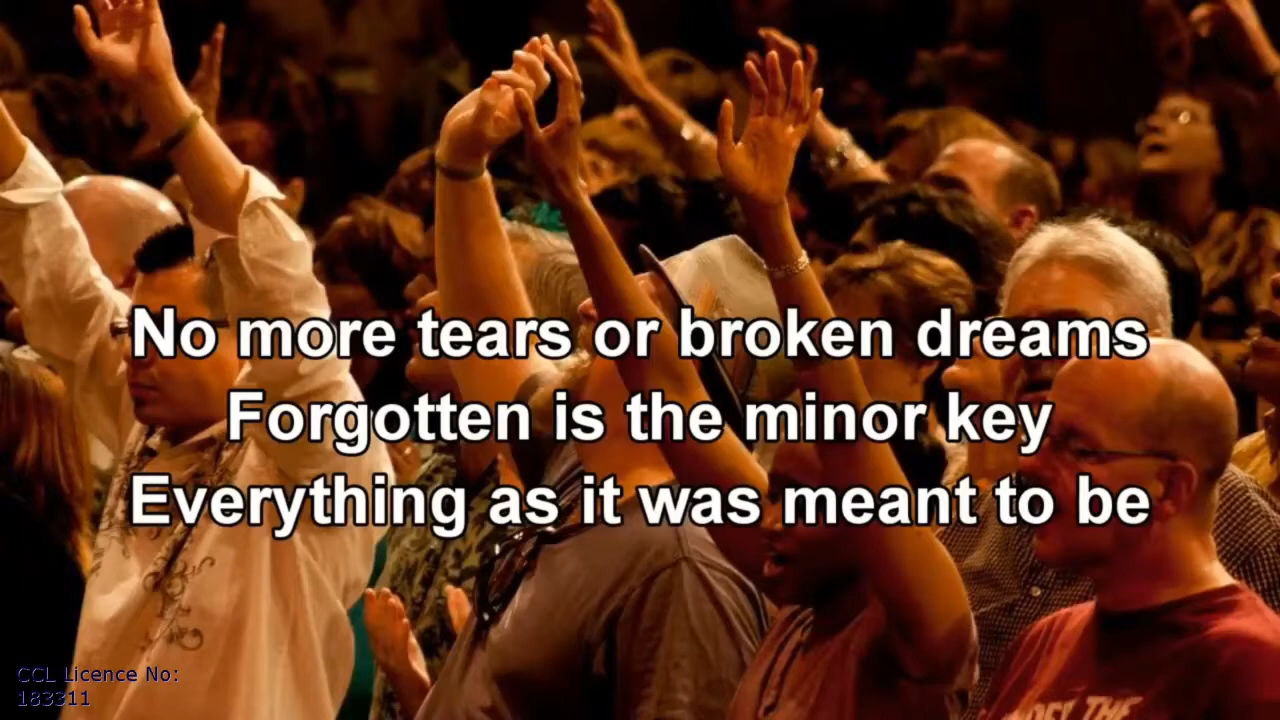 No more tears or broken dreams
Forgotten is the minor key
Everything as it was meant to be
CCL Licence No:
183311